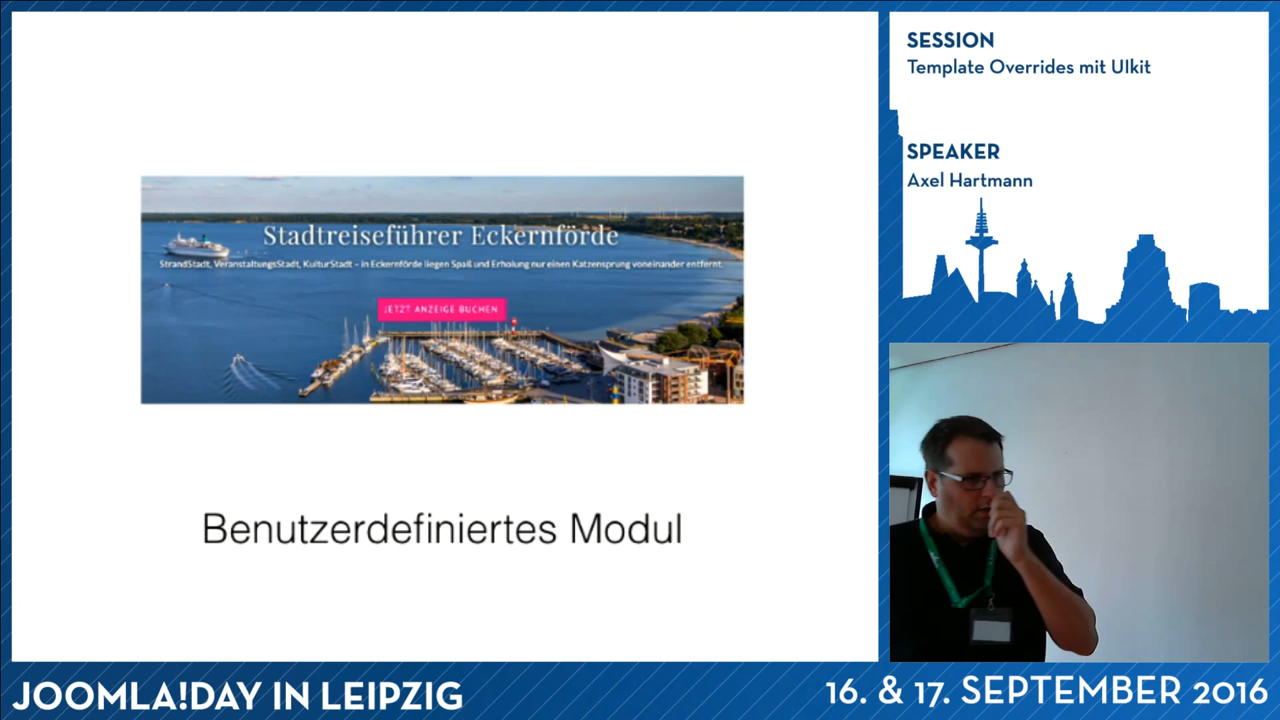 SESSION
Template Overrides mit UIkit
SPEAKER
Axel Hartmann
Stadtreiseführer Eckernförde
StrandStadt, VeranstaltungsStadt, KulturStadt – in Eckernförde liegen Spaß und Erholung nur einen Katzensprung voneinander entfernt.
JETZT ANZEIGE BUCHEN
Benutzerdefiniertes Modul
JOOMLA!DAY IN LEIPZIG
16. & 17. SEPTEMBER 2016